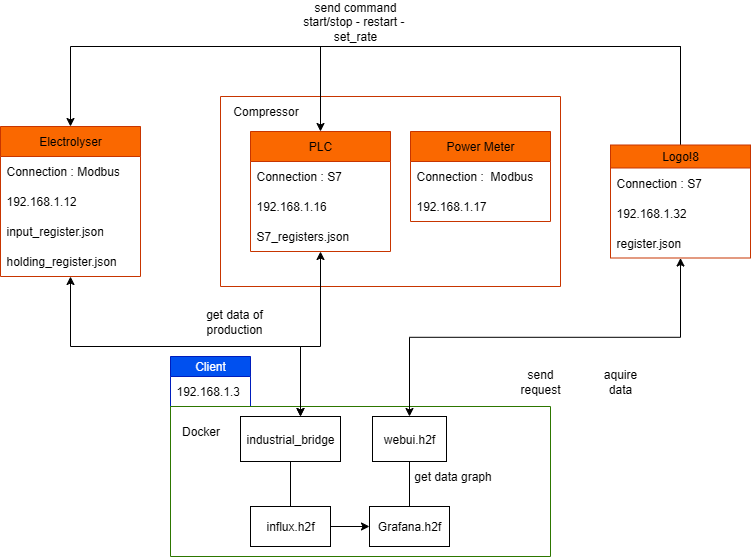 send command
start/stop - restart -
set_rate
Compressor
Electrolyser
Connection : Modbus
192.168.1.12
input_register.json
holding_register.json
PLC
Connection : S7
192.168.1.16
S7_registers.json
Power Meter
Connection :  Modbus
192.168.1.17
Logo!8
Connection : S7
192.168.1.32
register.json
get data of
production
Client
192.168.1.3
send
request
aquire
data
Docker
industrial_bridge
webui.h2f
get data graph
influx.h2f
Grafana.h2f